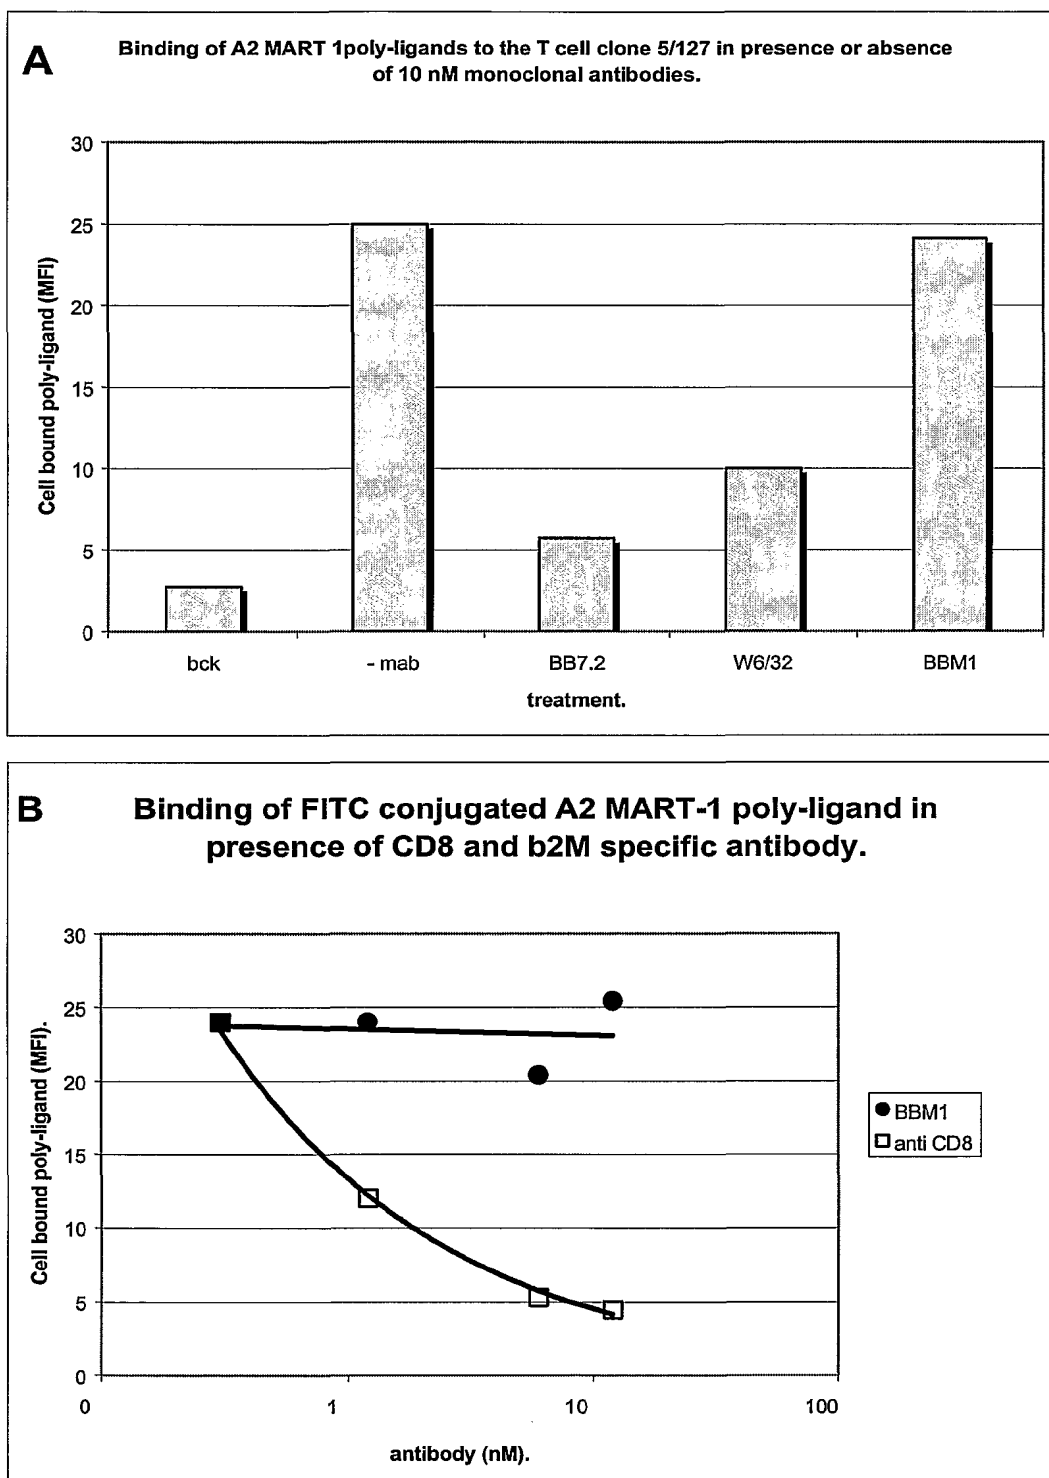 A
Binding of A2 MART 1poly-ligands to the T cell clone 5/127 in presence or absence
of 10 nM monoclonal antibodies.
Cell bound poly-ligand (MFI)
30
25
20
15
10
5
0
bck - mab BB7.2 W6/32 BBM1
treatment.
B
Binding of FITC conjugated A2 MART-1 poly-ligand in
presence of CD8 and b2M specific antibody.
Cell bound poly-ligand (MFI).
30
25
20
15
10
5
0
0 1 10 100
antibody (nM).
BBM1
anti CD8